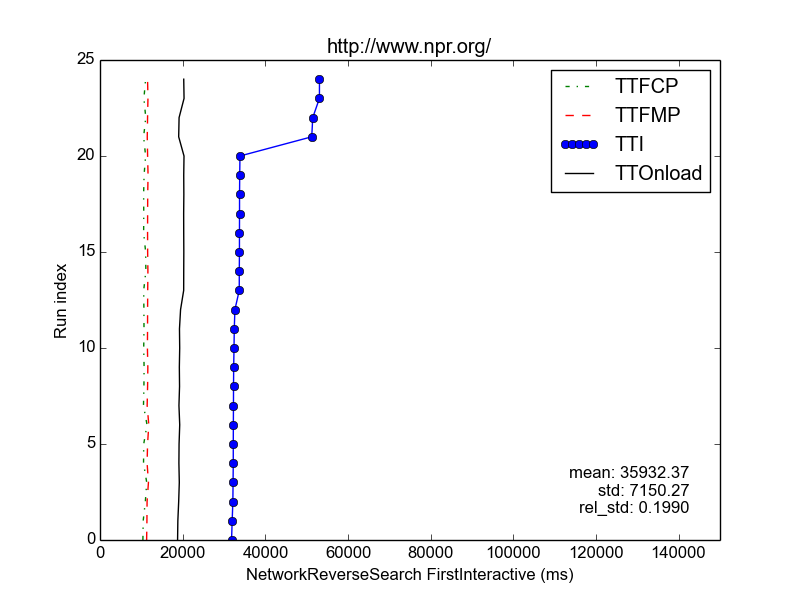 http://www.npr.org/
25
20
15
10
5
0
Run index
TTFCP
TTFMP
TTI
TTOnload
mean: 35932.37
std: 7150.27
rel_std: 0.1990
0 20000 40000 60000 80000 100000 120000 140000
NetworkReverseSearch FirstInteractive (ms)